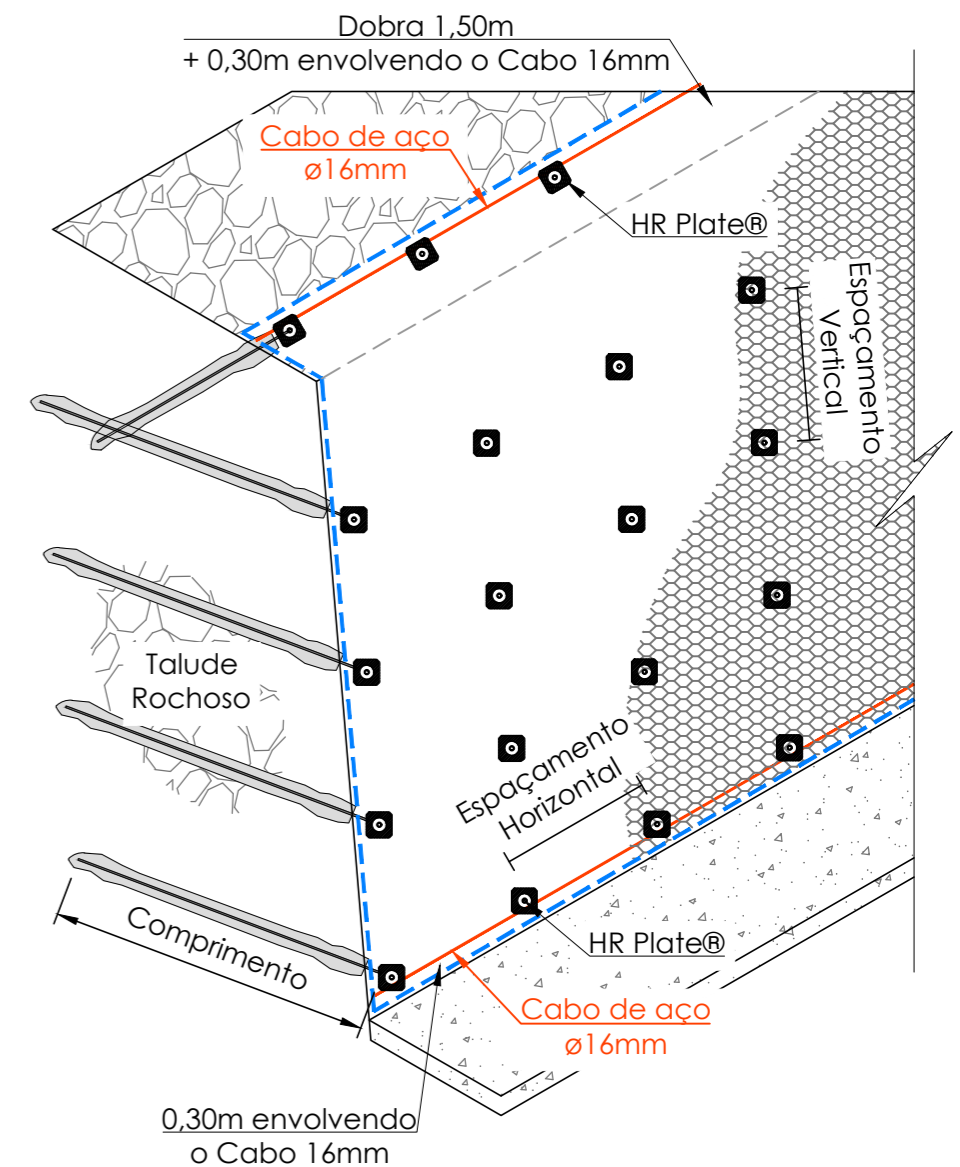 Dobra 1,50m
+ 0,30m envolvendo o Cabo 16mm
Cabo de aço
ø16mm
HR Plate®
Espaçamento
Vertical
Talude
Rochoso
Espaçamento
Horizontal
Comprimento
HR Plate®
Cabo de aço
ø16mm
0,30m envolvendo
o Cabo 16mm